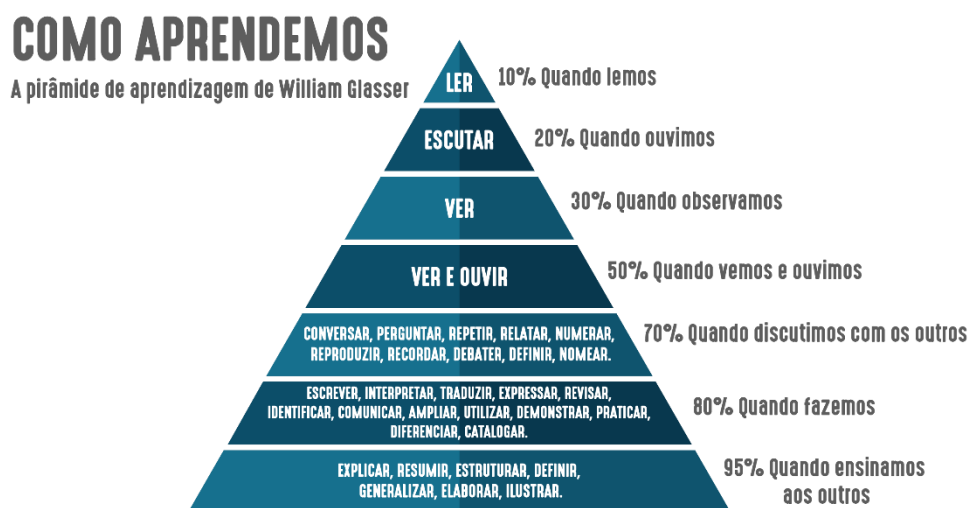 COMO APRENDEMOS
A pirâmide de aprendizagem de William Glasser
LER
10% Quando lemos
ESCUTAR
20% Quando ouvimos
VER
30% Quando observamos
VER E OUVIR
50% Quando vemos e ouvimos
CONVERSAR, PERGUNTAR, REPETIR, RELATAR, NUMERAR,
REPRODUZIR, RECORDAR, DEBATER, DEFINIR, NOMEAR.
70% Quando discutimos com os outros
ESCREVER, INTERPRETAR, TRADUZIR, EXPRESSAR, REVISAR,
IDENTIFICAR, COMUNICAR, AMPLIAR, UTILIZAR, DEMONSTRAR, PRATICAR,
DIFERENCIAR, CATALOGAR.
80% Quando fazemos
EXPLICAR, RESUMIR, ESTRUTURAR, DEFINIR,
GENERALIZAR, ELABORAR, ILUSTRAR.
95% Quando ensinamos
aos outros